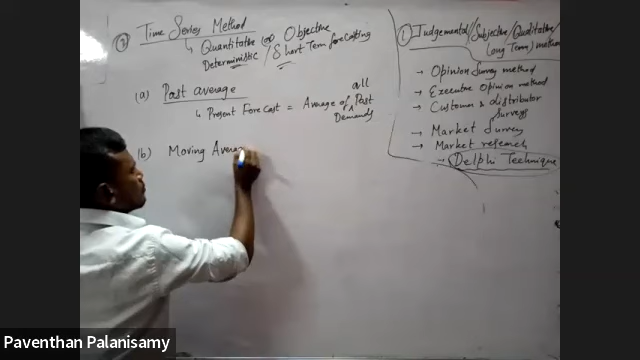 ② Time Series Method
↳ Quantitative (or) Objective
Deterministic / Short Term forecasting
(a) Past average
↳ Present Forecast = Average of all Past
Demands
(b) Moving Avera
① Judgemental / Subjective / Qualitative /
Long Term) method
→ Opinion Survey method
→ Executive Opinion method
→ Customer & distributor
Surveys
→ Market Survey
→ Market research
→ Delphi Technique
Paventhan Palanisamy